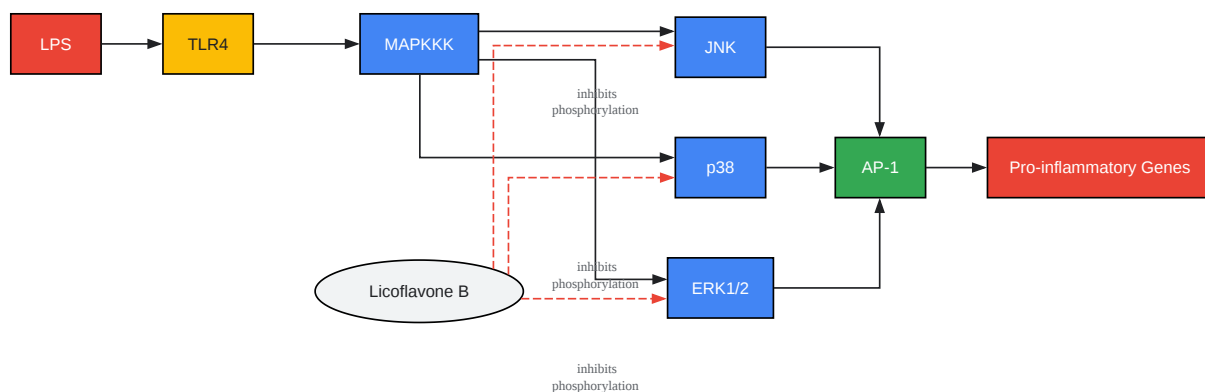 LPS
TLR4
MAPKKK
JNK
inhibits
phosphorylation
p38
AP-1
Pro-inflammatory Genes
Licoflavone B
inhibits
phosphorylation
ERK1/2
inhibits
phosphorylation